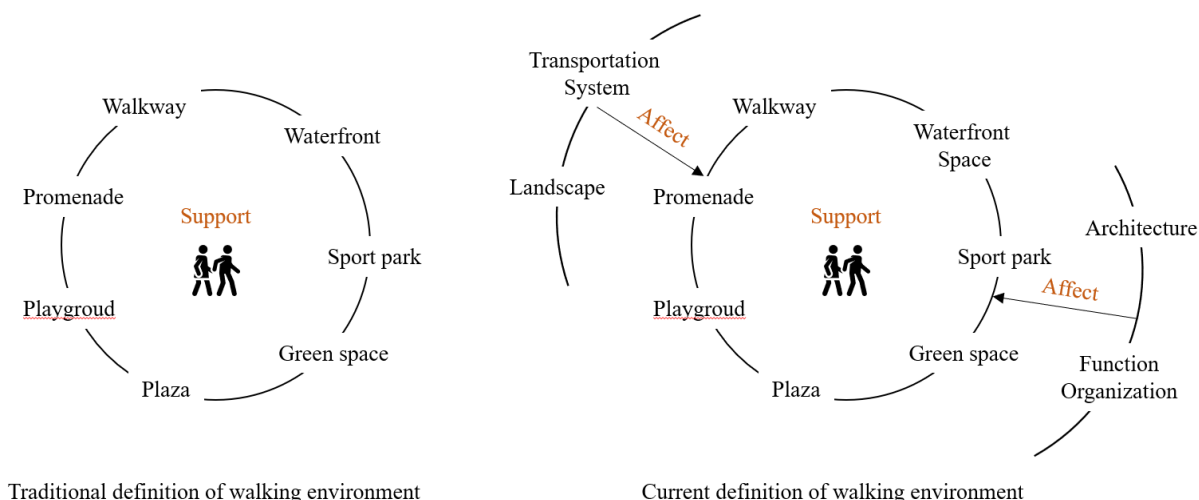 Walkway
Waterfront
Promenade
Support
Sport park
Playgroud
Green space
Plaza
Traditional definition of walking environment
Transportation
System
Affect
Walkway
Waterfront
Space
Landscape
Promenade
Support
Architecture
Sport park
Affect
Playgroud
Green space
Function
Organization
Plaza
Current definition of walking environment